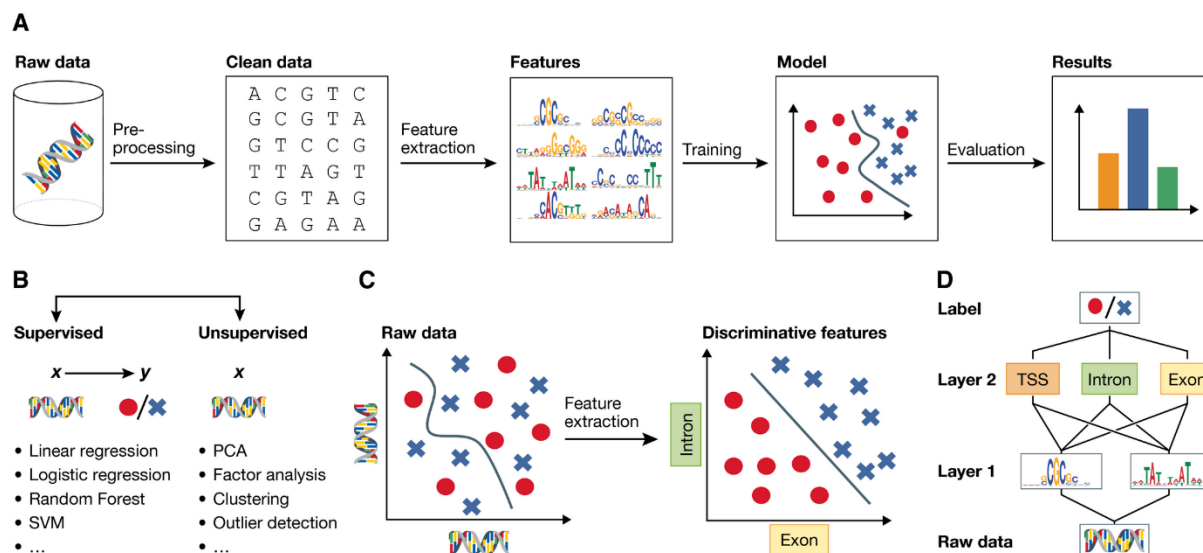 A
Raw data
Clean data
Features
Model
Results
Pre-
processing
A C G T C
G C G T A
G T C C G
T T A G T
C G T A G
G A G A A
Feature
extraction
Training
Evaluation
B
Supervised
Unsupervised
x
y
x
/
• Linear regression
• Logistic regression
• Random Forest
• SVM
• ...
• PCA
• Factor analysis
• Clustering
• Outlier detection
• ...
C
Raw data
Feature
extraction
Discriminative features
Intron
Exon
D
Label
/
Layer 2
TSS
Intron
Exon
Layer 1
Raw data